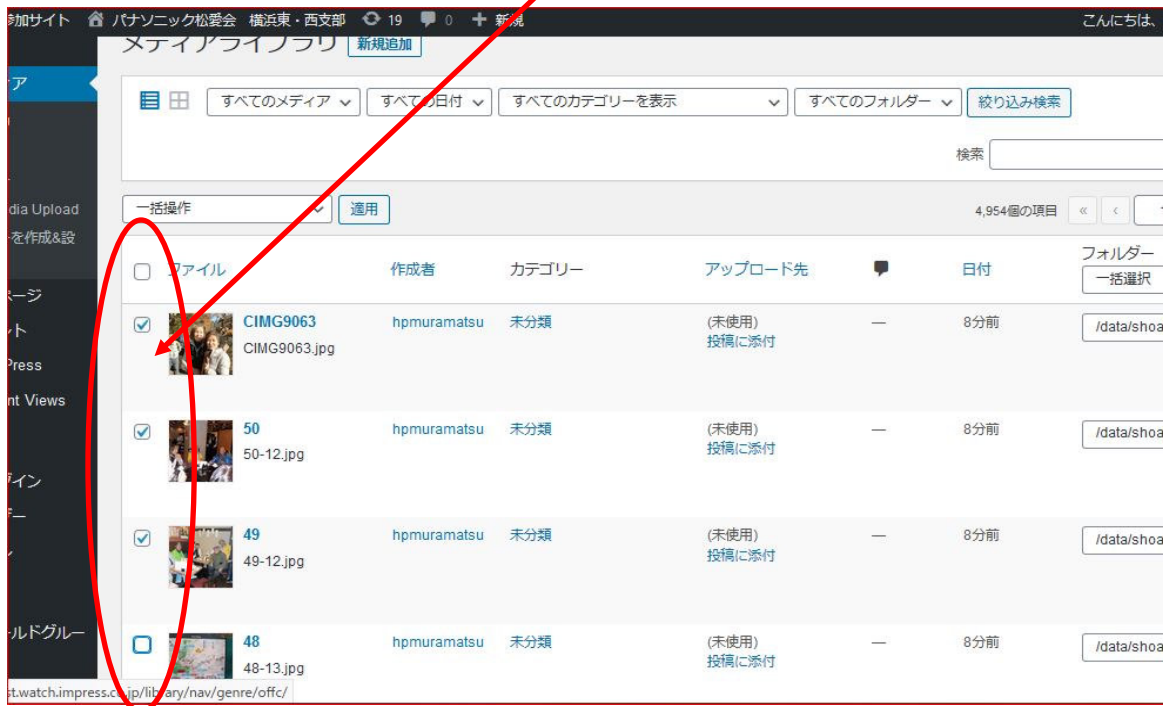 参加サイト パナソニック松愛会 横浜東・西支部 19 0 + 新規 こんにちは、
メディアライブラリ 新規追加
ア
すべてのメディア すべての日付 すべてのカテゴリーを表示 すべてのフォルダー 絞り込み検索
検索
dia Upload
を作成&設
一括操作 適用 4,954個の項目 « ‹
ファイル 作成者 カテゴリー アップロード先 日付 フォルダー
一括選択
ページ
CIMG9063 hpmuramatsu 未分類 (未使用) — 8分前 /data/shoa
CIMG9063.jpg 投稿に添付
ント
Press
nt Views
50 hpmuramatsu 未分類 (未使用) — 8分前 /data/shoa
50-12.jpg 投稿に添付
イン
49 hpmuramatsu 未分類 (未使用) — 8分前 /data/shoa
49-12.jpg 投稿に添付
ールドグルー
48 hpmuramatsu 未分類 (未使用) — 8分前 /data/shoa
48-13.jpg 投稿に添付
st.watch.impress.co.jp/library/nav/genre/offc/